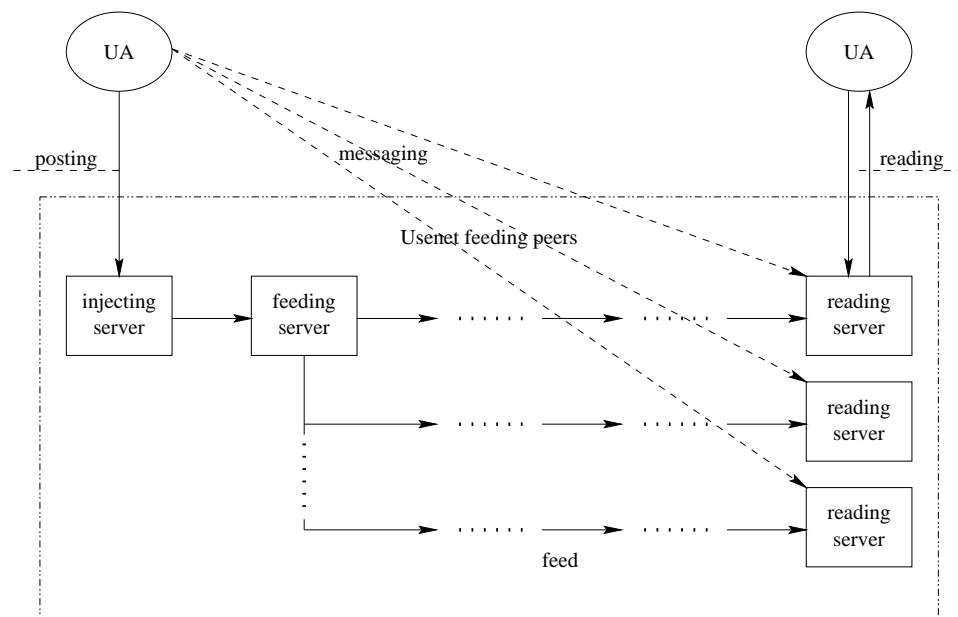 UA
UA
posting
messaging
reading
Usenet feeding peers
injecting
server
feeding
server
reading
server
reading
server
reading
server
feed